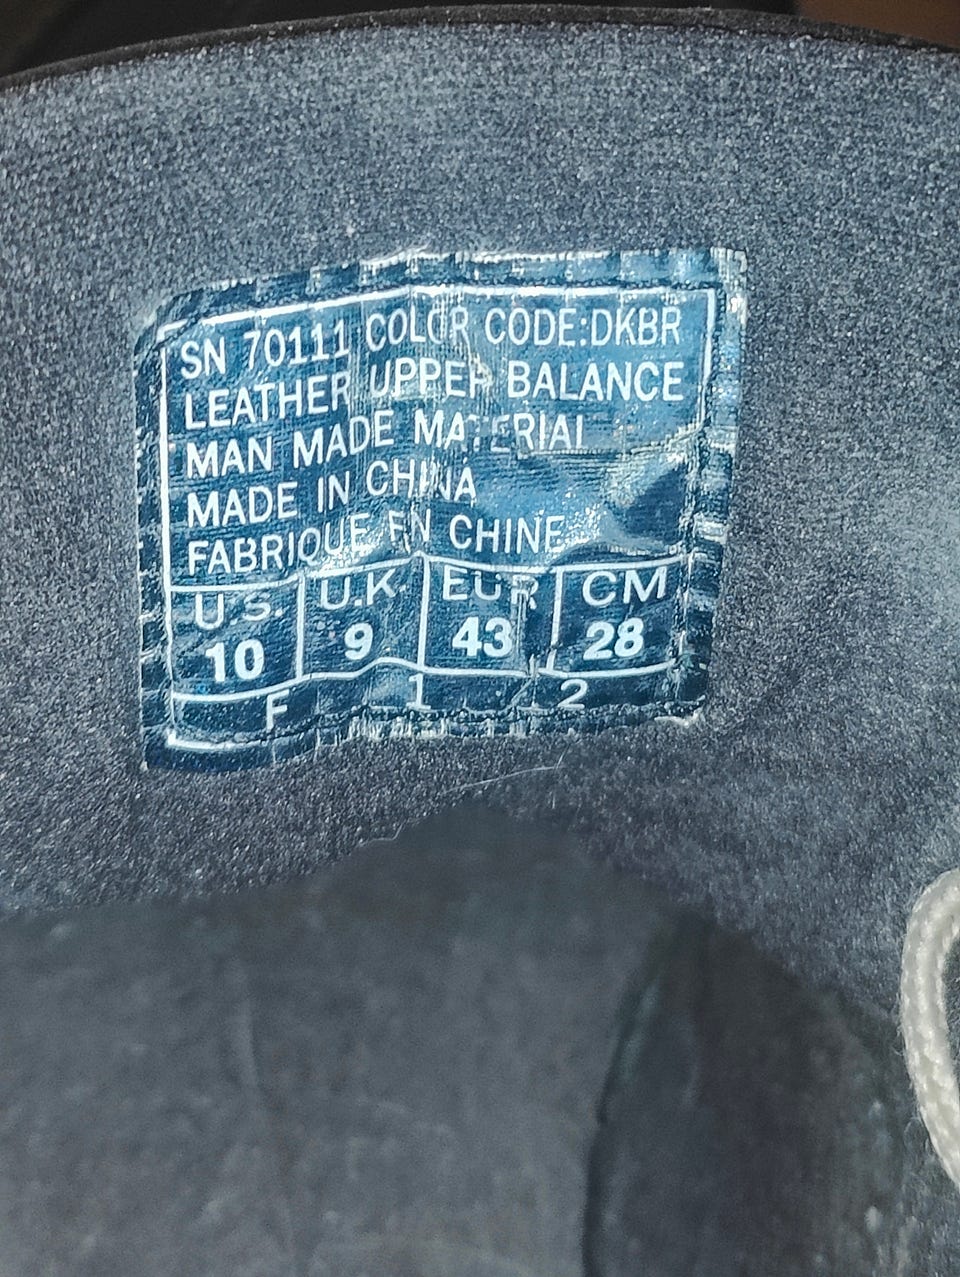 SN 70111 COLOR CODE:DKBR
LEATHER UPPER BALANCE
MAN MADE MATERIAL
MADE IN CHINA
FABRIQUE EN CHINE
U.S. U.K. EUR CM
10 9 43 28
F 1 2